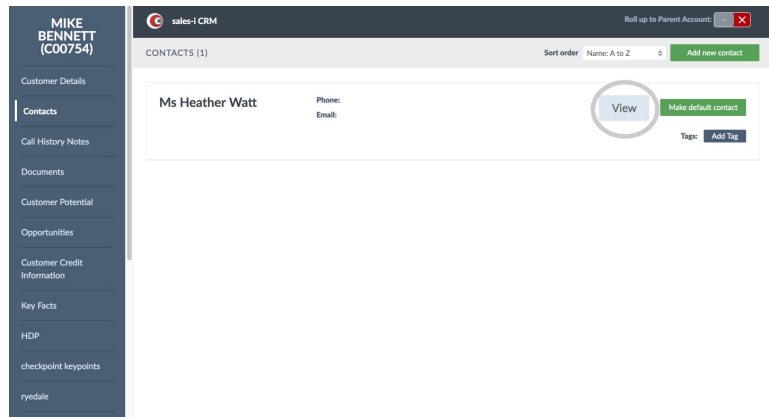 MIKE
BENNETT
(C00754)
Customer Details
Contacts
Call History Notes
Documents
Customer Potential
Opportunities
Customer Credit
Information
Key Facts
HDP
checkpoint keypoints
ryedale
sales-i CRM
Roll up to Parent Account: – X
CONTACTS (1)
Sort order Name: A to Z Add new contact
Ms Heather Watt
Phone:
Email:
View Make default contact
Tags: Add Tag